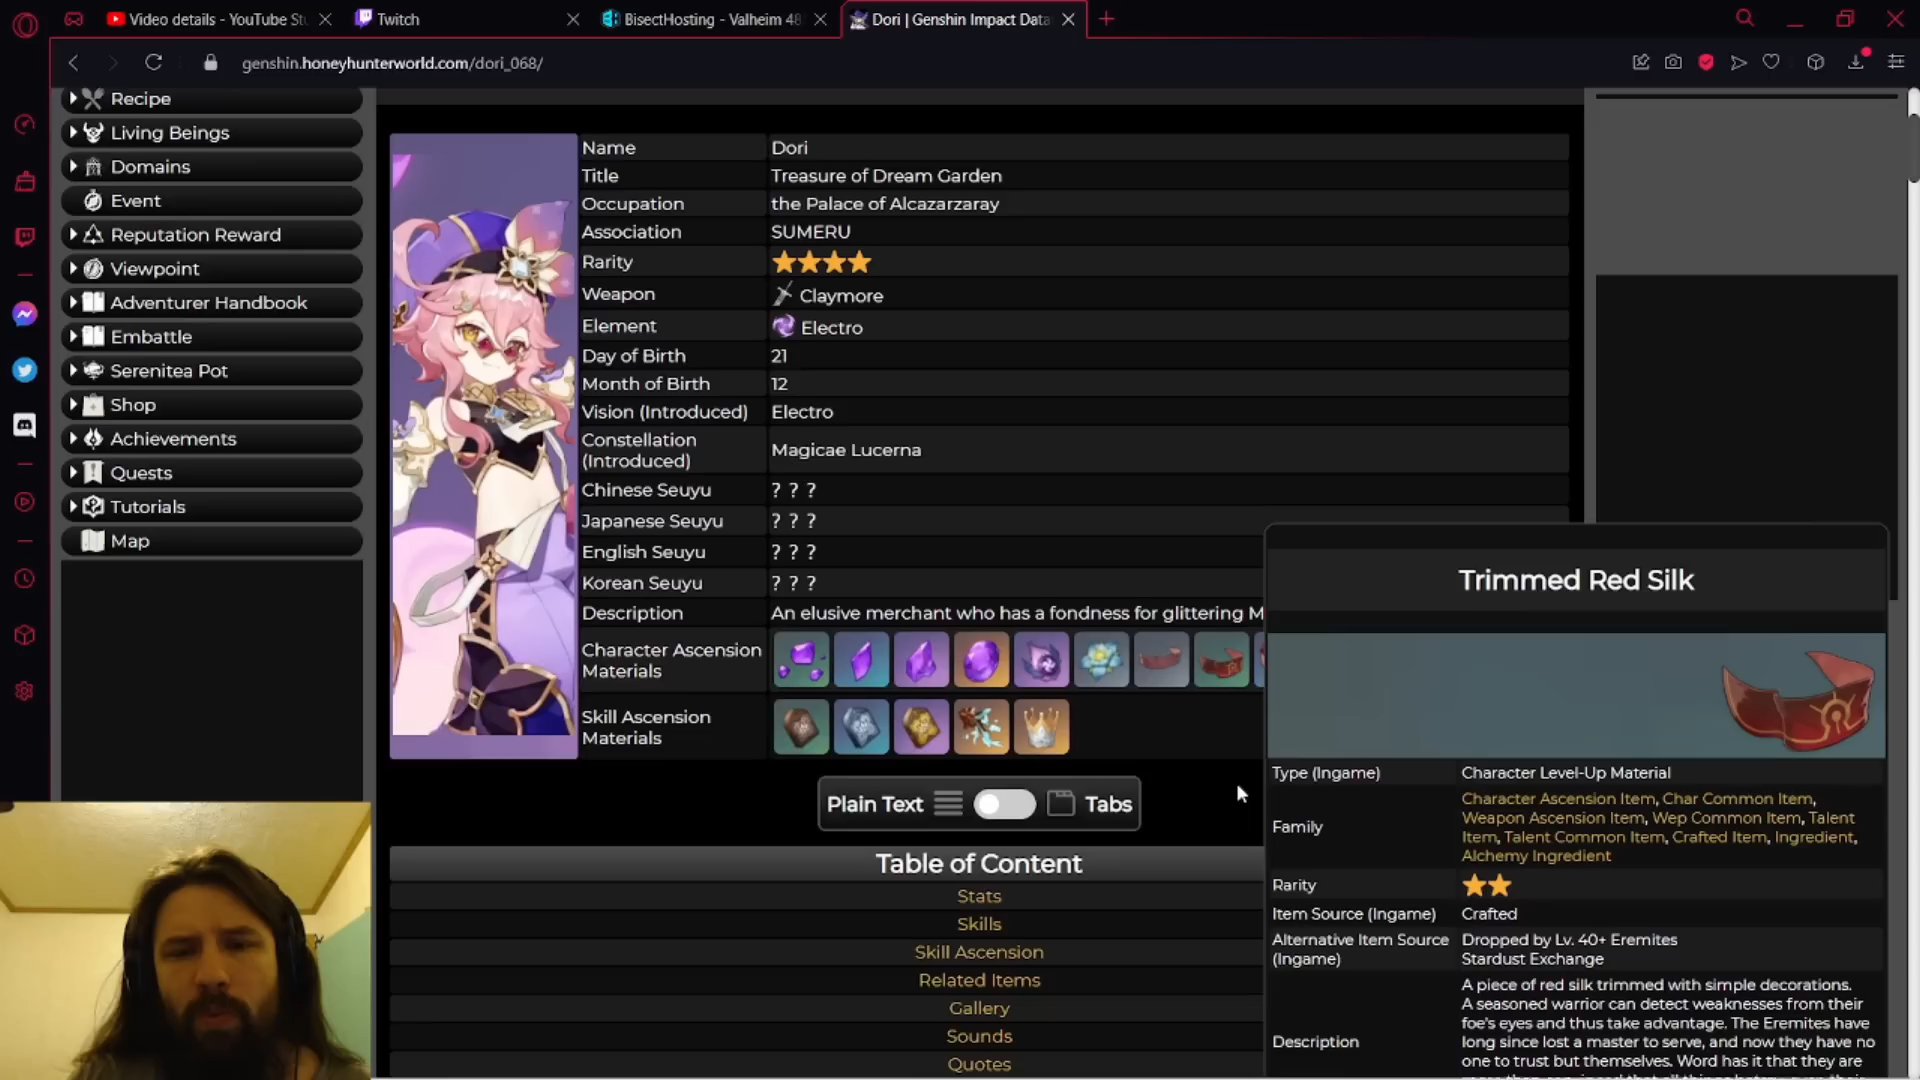 Video details - YouTube Stu
Twitch
BisectHosting - Valheim 48
Dori | Genshin Impact Data
genshin.honeyhunterworld.com/dori_068/
Recipe
Living Beings
Domains
Event
Reputation Reward
Viewpoint
Adventurer Handbook
Embattle
Serenitea Pot
Shop
Achievements
Quests
Tutorials
Map
Name Dori
Title Treasure of Dream Garden
Occupation the Palace of Alcazarzaray
Association SUMERU
Rarity
Weapon Claymore
Element Electro
Day of Birth 21
Month of Birth 12
Vision (Introduced) Electro
Constellation
(Introduced) Magicae Lucerna
Chinese Seuyu ? ? ?
Japanese Seuyu ? ? ?
English Seuyu ? ? ?
Korean Seuyu ? ? ?
Description An elusive merchant who has a fondness for glittering M
Character Ascension
Materials
Skill Ascension
Materials
Plain Text Tabs
Table of Content
Stats
Skills
Skill Ascension
Related Items
Gallery
Sounds
Quotes
Trimmed Red Silk
Type (Ingame) Character Level-Up Material
Family Character Ascension Item, Char Common Item,
Weapon Ascension Item, Wep Common Item, Talent
Item, Talent Common Item, Crafted Item, Ingredient,
Alchemy Ingredient
Rarity
Item Source (Ingame) Crafted
Alternative Item Source
(Ingame)
Dropped by Lv. 40+ Eremites
Stardust Exchange
Description
A piece of red silk trimmed with simple decorations.
A seasoned warrior can detect weaknesses from their
foe's eyes and thus take advantage. The Eremites have
long since lost a master to serve, and now they have no
one to trust but themselves. Word has it that they are